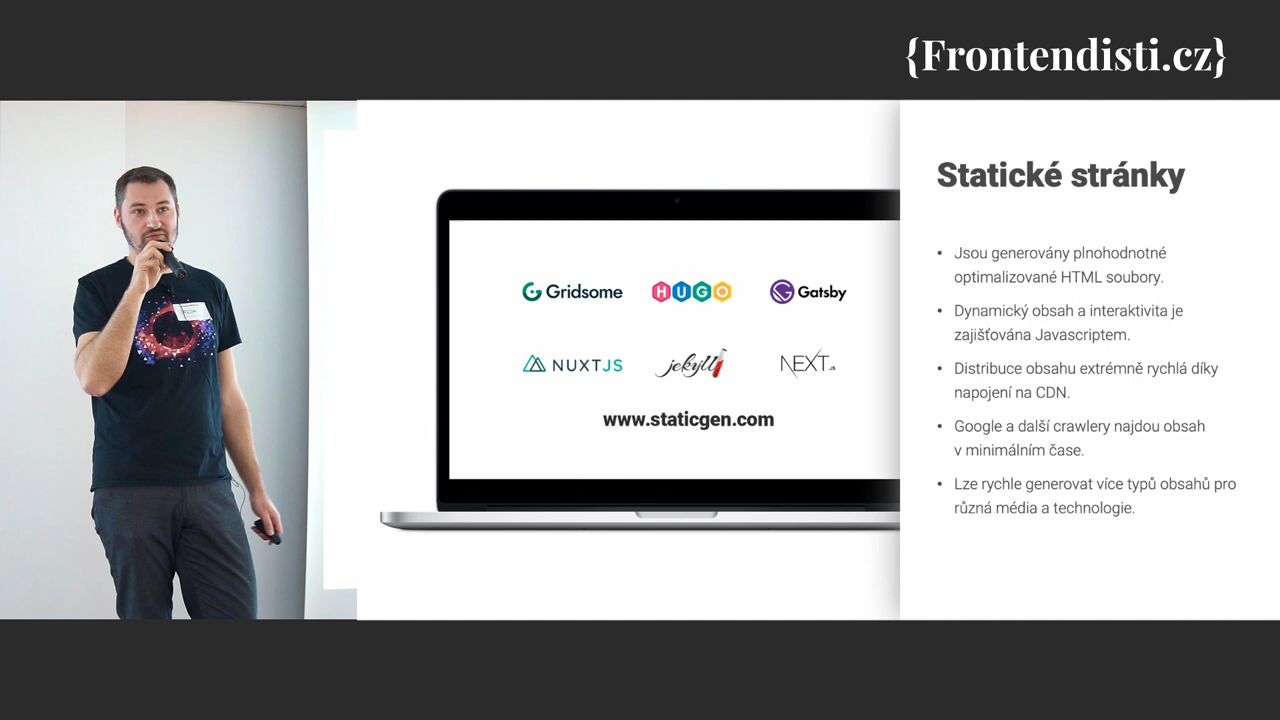 {Frontendisti.cz}
Gridsome
HUGO
Gatsby
NUXTJS
jekyll
NEXT.JS
www.staticgen.com
Statické stránky
• Jsou generovány plnohodnotné
optimalizované HTML soubory.
• Dynamický obsah a interaktivita je
zajišťována Javascriptem.
• Distribuce obsahu extrémně rychlá díky
napojení na CDN.
• Google a další crawlery najdou obsah
v minimálním čase.
• Lze rychle generovat více typů obsahů pro
různá média a technologie.